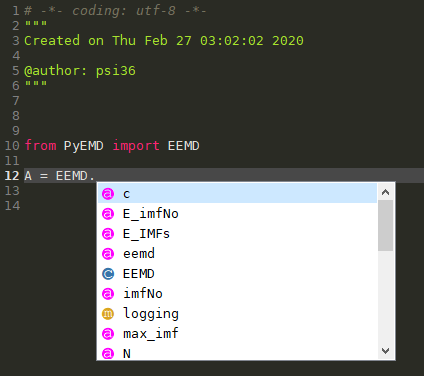 1 # -*- coding: utf-8 -*-
2 """
3 Created on Thu Feb 27 03:02:02 2020
4
5 @author: psi36
6 """
7
8
9
10 from PyEMD import EEMD
11
12 A = EEMD.
13
14
a c
a E_imfNo
a E_IMFs
a eemd
C EEMD
a imfNo
m logging
a max_imf
a N